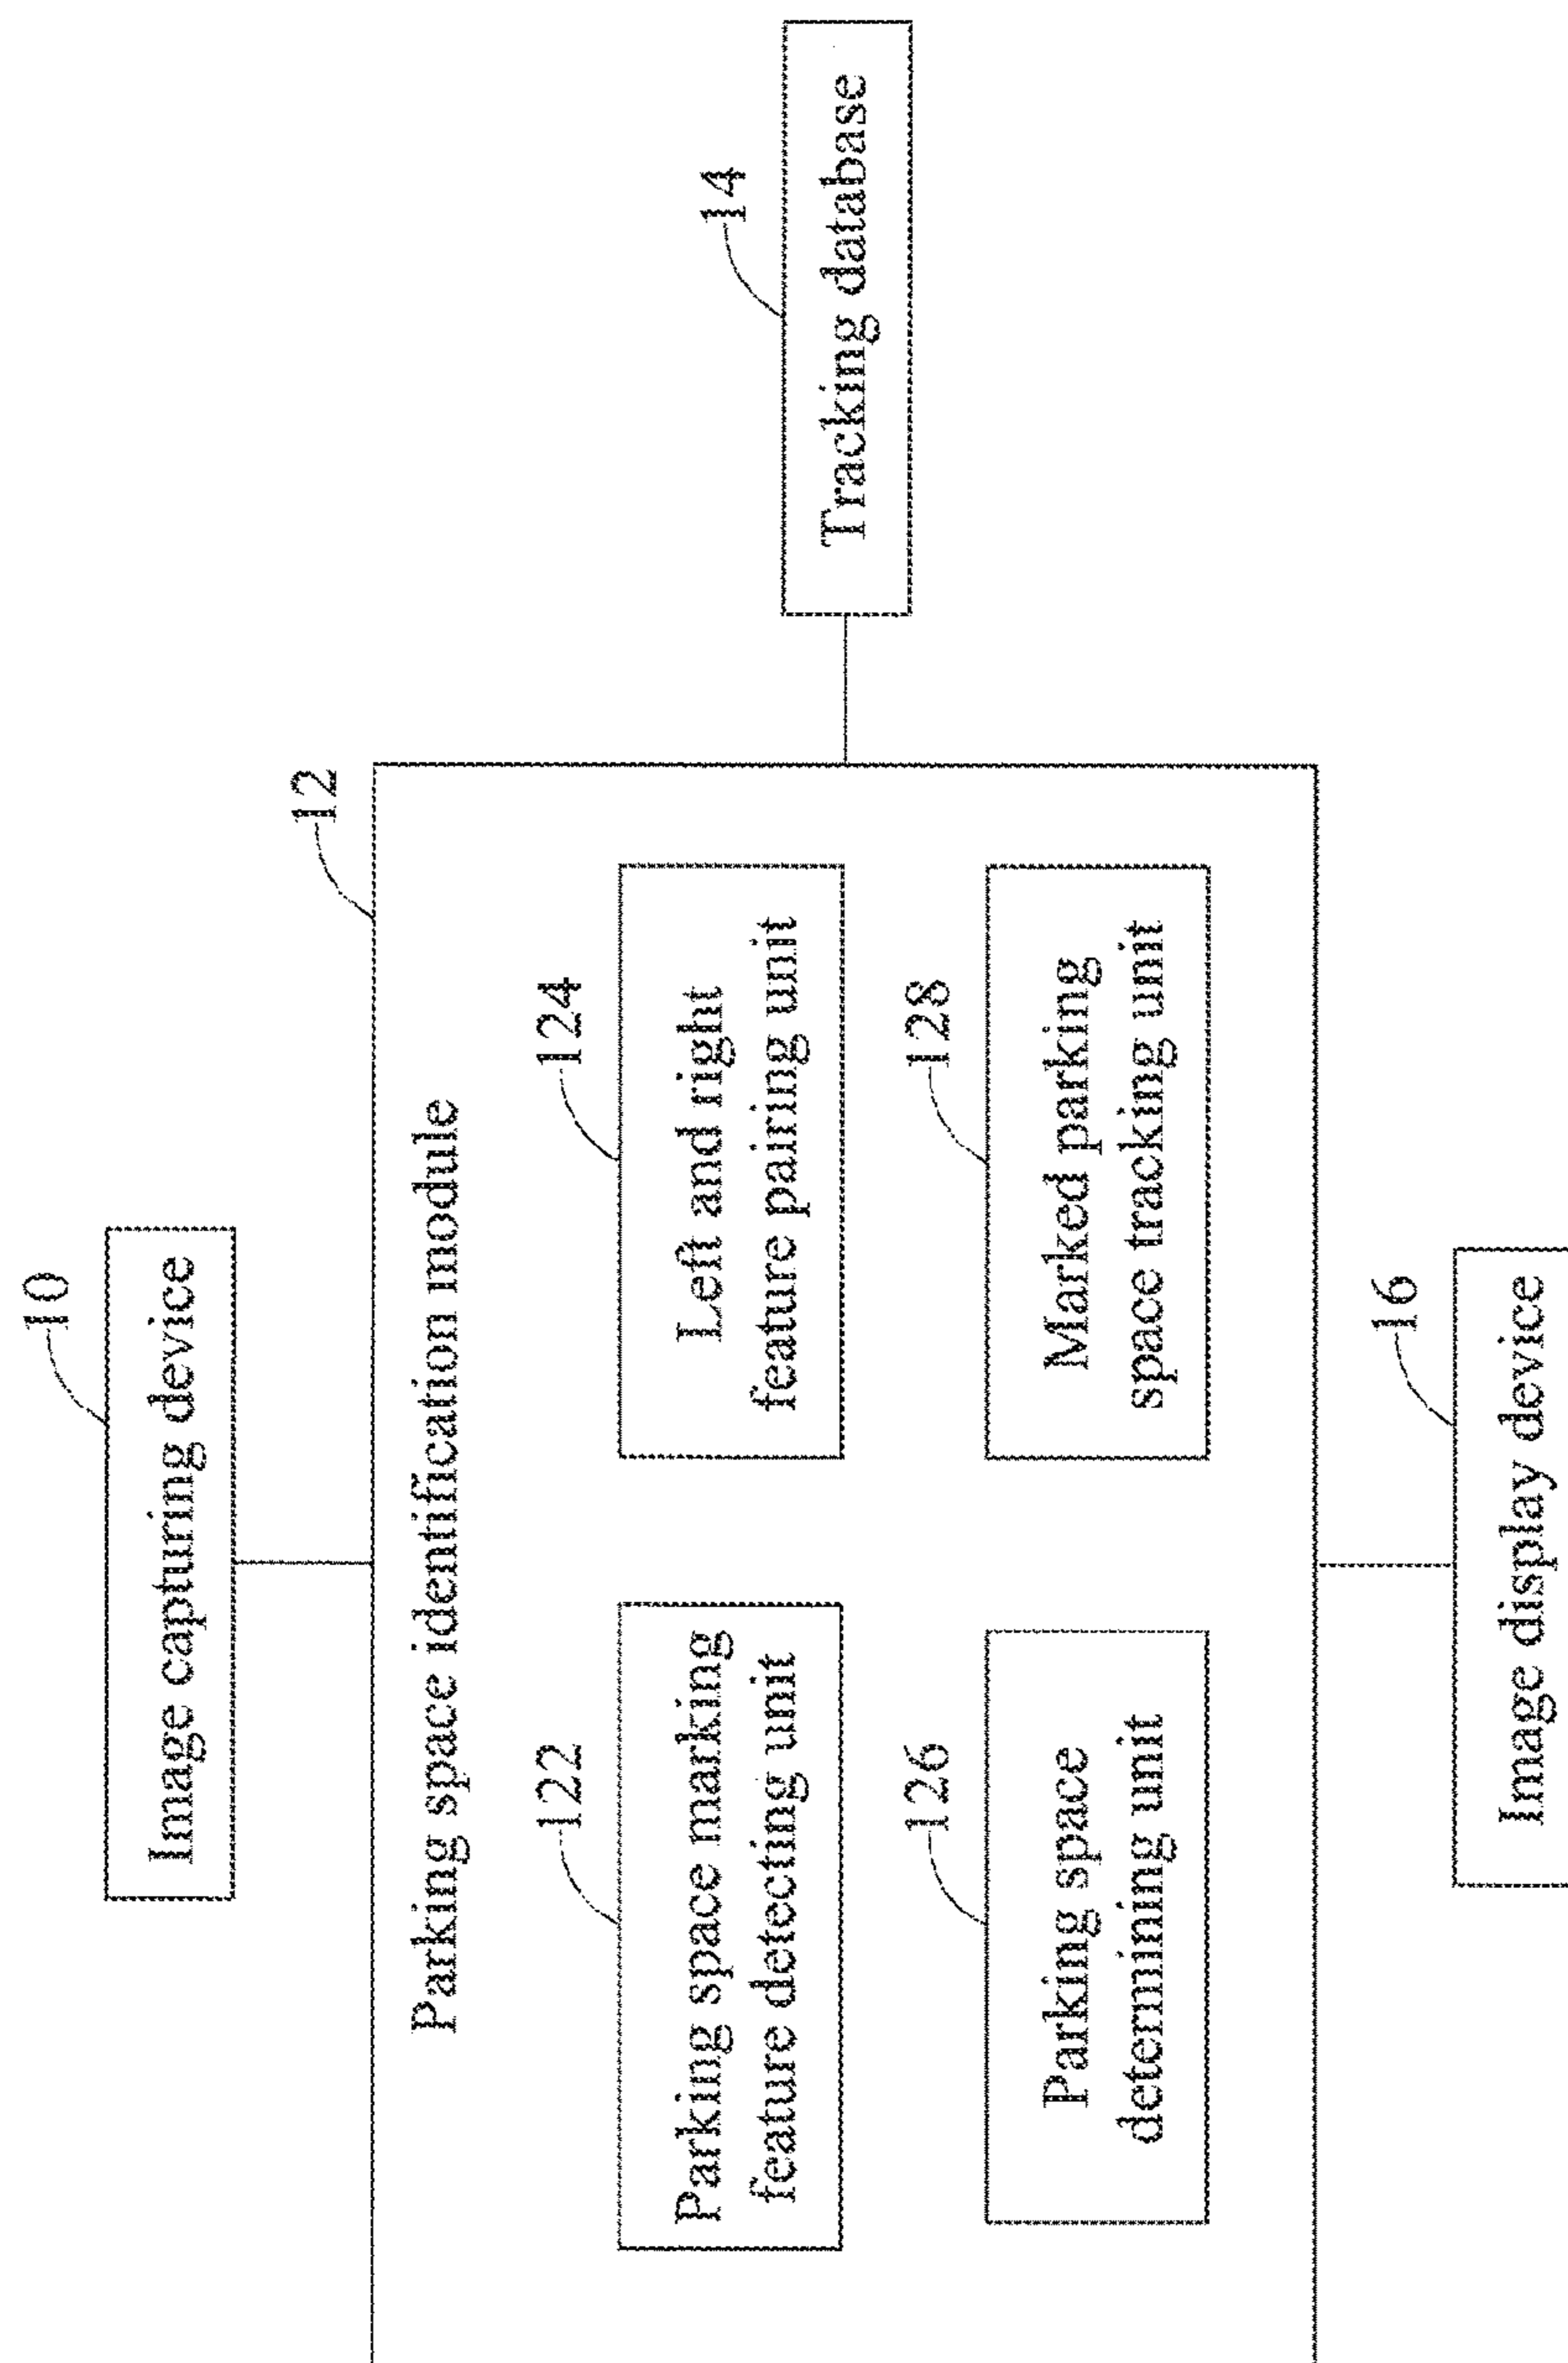 10
Image capturing device
12
Parking space identification module
122
Parking space marking
feature detecting unit
124
Left and right
feature pairing unit
14
Tracking database
126
Parking space
determining unit
128
Marked parking
space tracking unit
16
Image display device